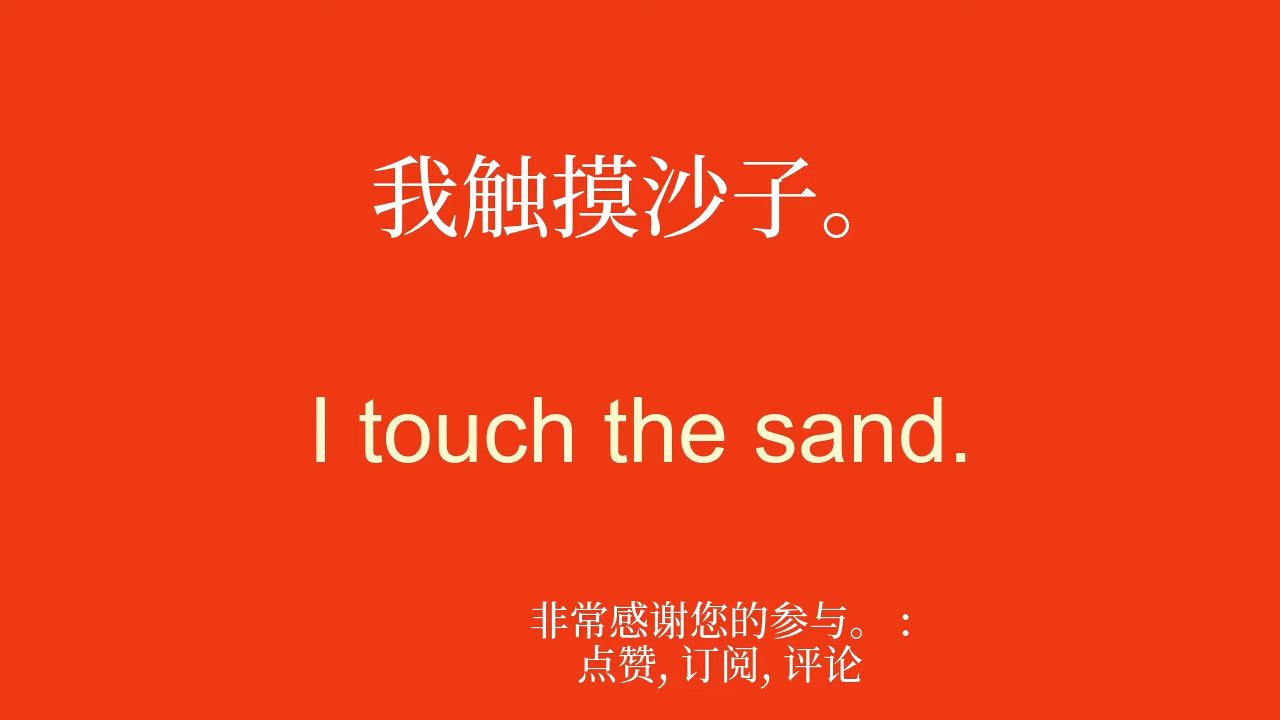 我触摸沙子。
I touch the sand.
非常感谢您的参与。 :
点赞, 订阅, 评论